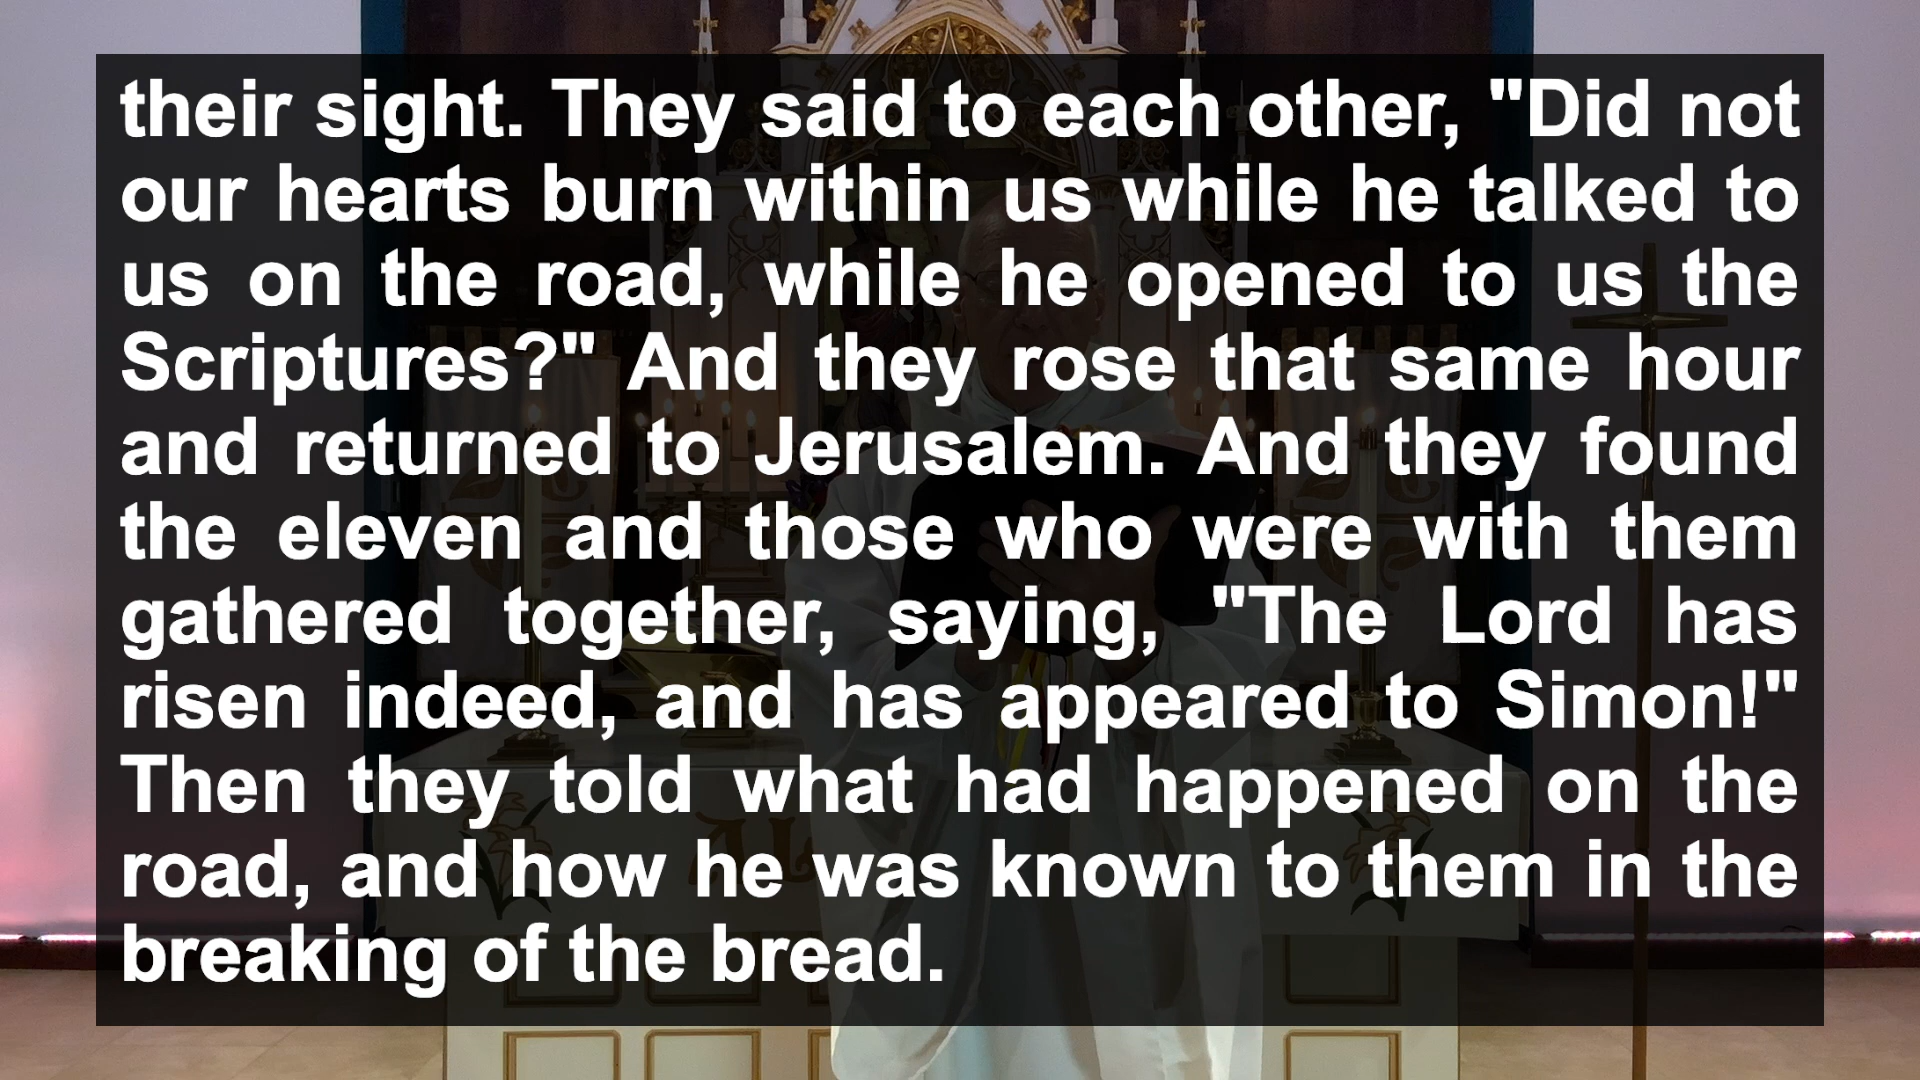 their sight. They said to each other, "Did not
our hearts burn within us while he talked to
us on the road, while he opened to us the
Scriptures?" And they rose that same hour
and returned to Jerusalem. And they found
the eleven and those who were with them
gathered together, saying, "The Lord has
risen indeed, and has appeared to Simon!"
Then they told what had happened on the
road, and how he was known to them in the
breaking of the bread.